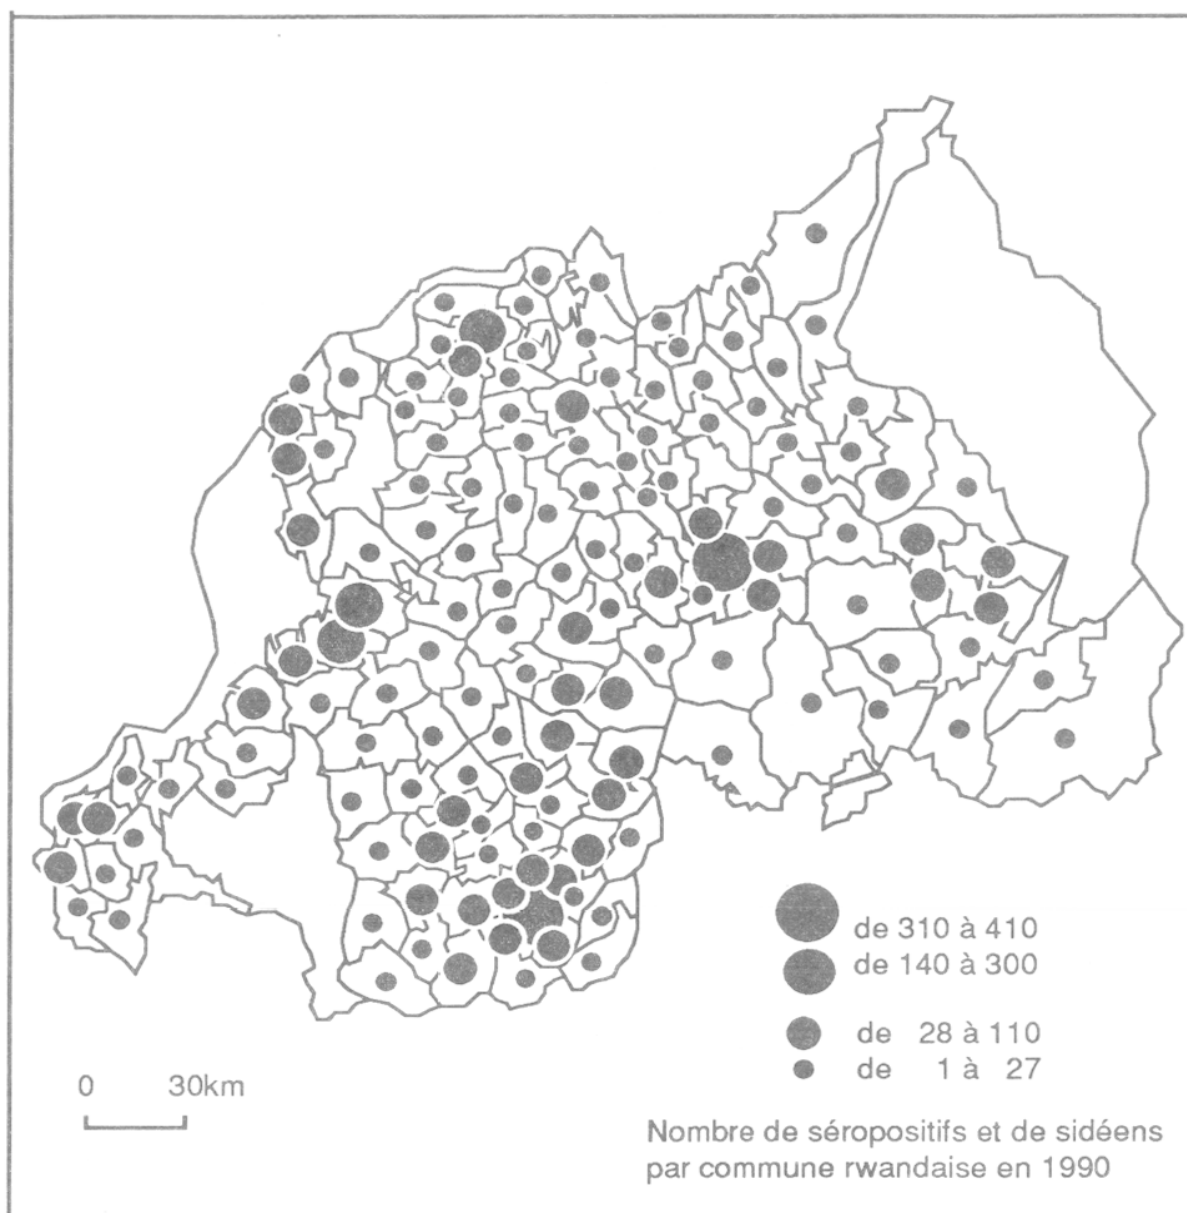 de 310 à 410
de 140 à 300
de 28 à 110
de 1 à 27
0 30km
Nombre de séropositifs et de sidéens
par commune rwandaise en 1990